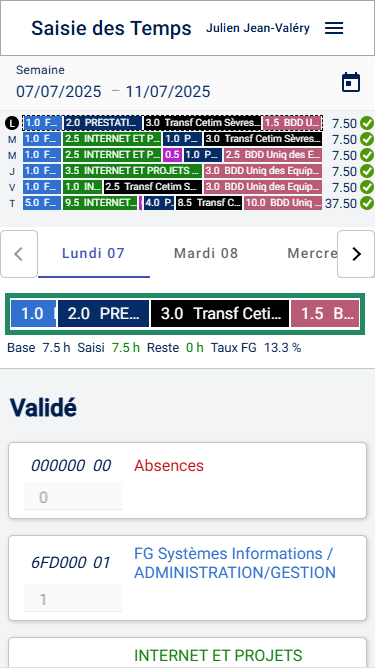 Saisie des Temps Julien Jean-Valéry
Semaine
07/07/2025 – 11/07/2025
L 1.0 F... 2.0 PRESTATI... 3.0 Transf Cetim Sèvres... 1.5 BDD U... 7.50
M 1.0 F... 2.5 INTERNET ET P... 1.0 P... 3.0 Transf Cetim Sèvres... 7.50
M 1.0 F... 2.5 INTERNET ET P... 0.5 1.0 P... 2.5 BDD Uniq des E... 7.50
J 1.0 F... 3.5 INTERNET ET PROJETS ... 3.0 BDD Uniq des Equip... 7.50
V 1.0 F... 1.0 IN... 2.5 Transf Cetim S... 3.0 BDD Uniq des Equip... 7.50
T 5.0 F... 9.5 INTERNET... 4.0 P... 8.5 Transf C... 10.0 BDD Uniq ... 37.50
Lundi 07 Mardi 08 Mercre
1.0 2.0 PRE... 3.0 Transf Ceti... 1.5 B...
Base 7.5 h Saisi 7.5 h Reste 0 h Taux FG 13.3 %
Validé
000000 00 Absences
0
6FD000 01 FG Systèmes Informations /
ADMINISTRATION/GESTION
1
INTERNET ET PROJETS